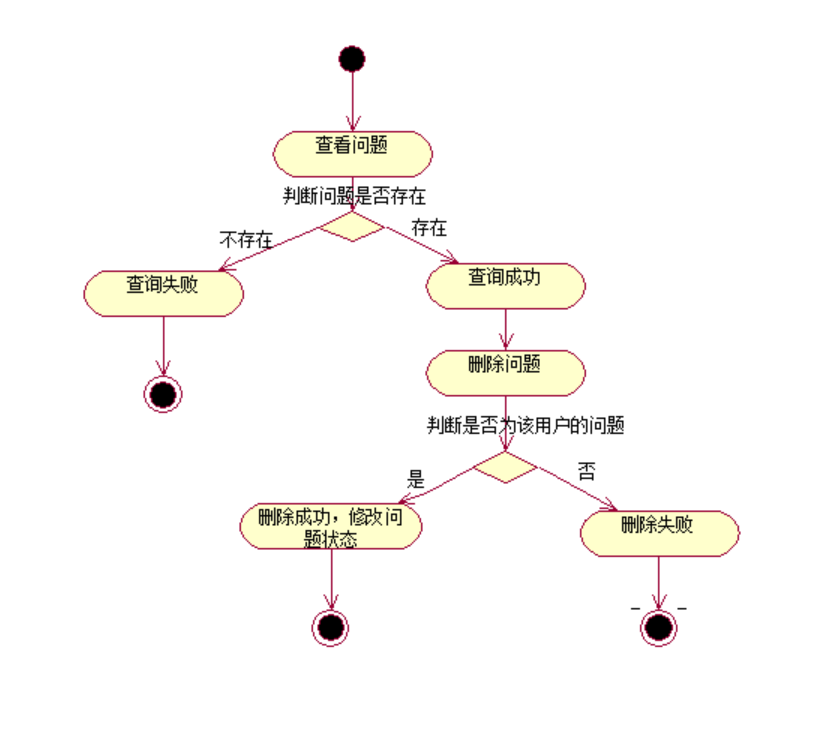 查看问题
判断问题是否存在
不存在
存在
查询失败
查询成功
删除问题
判断是否为该用户的问题
是
否
删除成功，修改问
题状态
删除失败